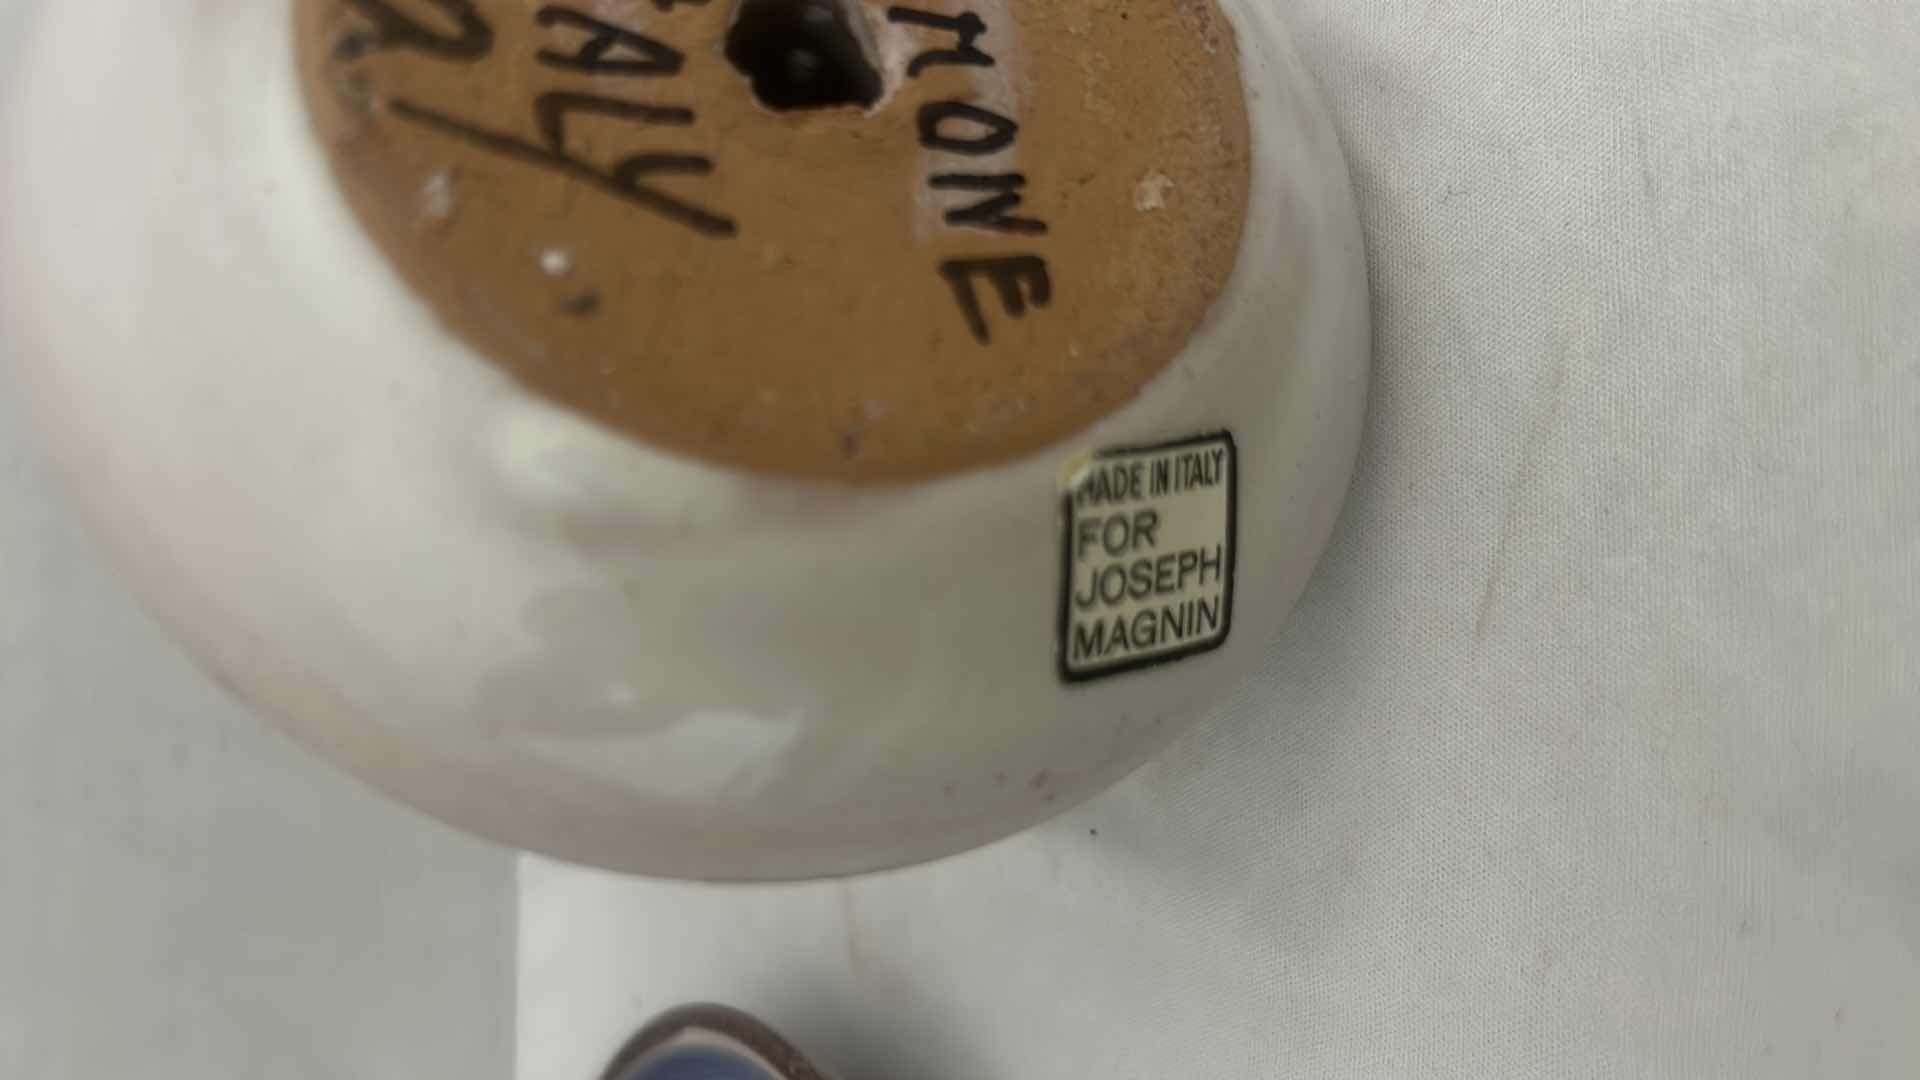 MONE
ALY
MADE IN ITALY
FOR
JOSEPH
MAGNIN